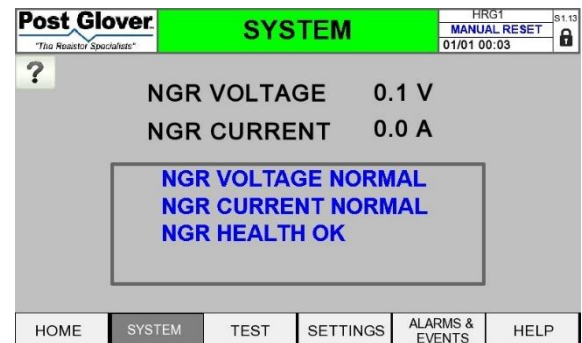 Post Glover
"The Resistor Specialists"
SYSTEM
HRG1
MANUAL RESET
01/01 00:03
S1.13
?
NGR VOLTAGE 0.1 V
NGR CURRENT 0.0 A
NGR VOLTAGE NORMAL
NGR CURRENT NORMAL
NGR HEALTH OK
HOME
SYSTEM
TEST
SETTINGS
ALARMS &
EVENTS
HELP